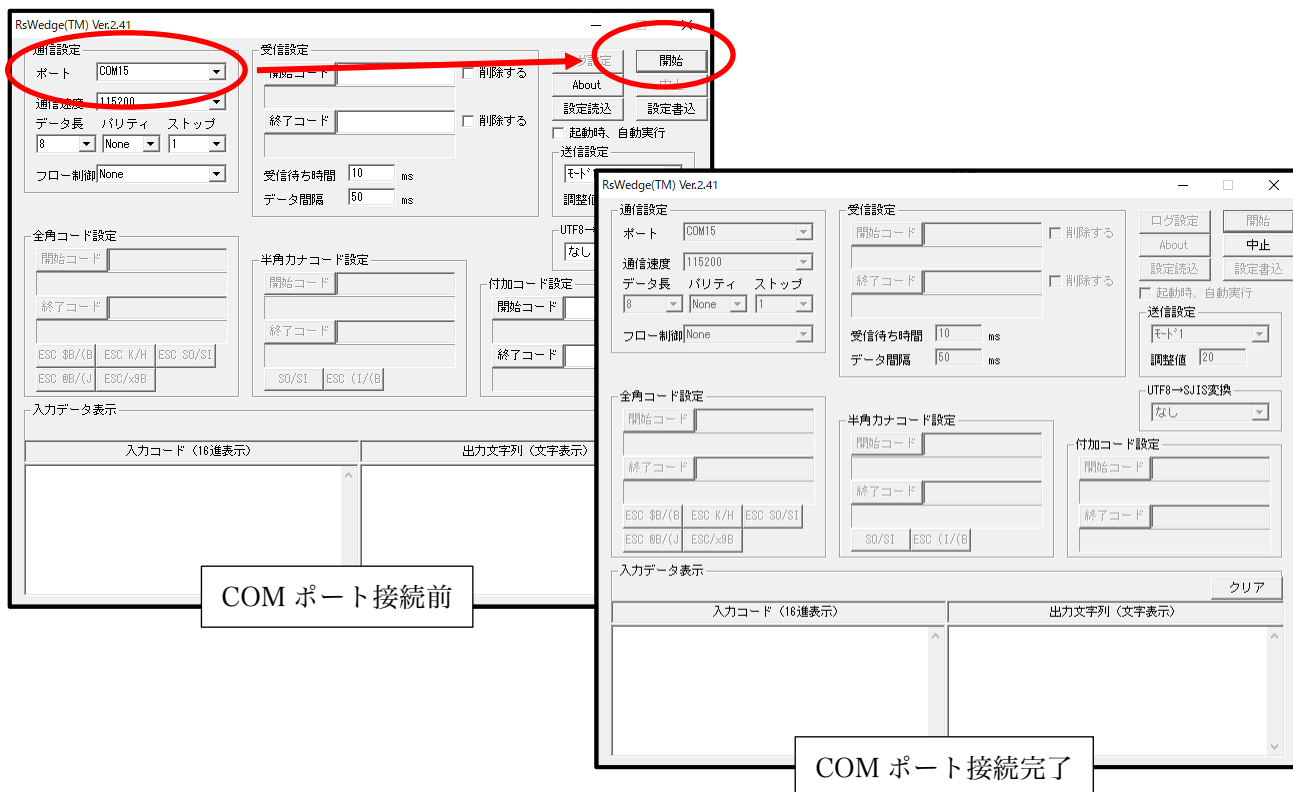 RsWedge(TM) Ver.2.41
通信設定
ポート COM15
通信速度 115200
データ長 パリティ ストップ
8 None 1
フロー制御 None
受信設定
開始コード 削除する
終了コード 削除する
受信待ち時間 10 ms
データ間隔 50 ms
ログ設定 開始
About 中止
設定読込 設定書込
起動時、自動実行
送信設定
ﾓｰﾄﾞ
調整値
UTF8→
なし
全角コード設定
開始コード
終了コード
ESC $B/(B ESC K/H ESC SO/SI
ESC @B/(J ESC/x9B
半角カナコード設定
開始コード
終了コード
SO/SI ESC (I/(B
付加コード設定
開始コード
終了コード
入力データ表示
入力コード（16進表示） 出力文字列（文字表示）
COM ポート接続前
RsWedge(TM) Ver.2.41
通信設定
ポート COM15
通信速度 115200
データ長 パリティ ストップ
8 None 1
フロー制御 None
受信設定
開始コード 削除する
終了コード 削除する
受信待ち時間 10 ms
データ間隔 50 ms
ログ設定 開始
About 中止
設定読込 設定書込
起動時、自動実行
送信設定
ﾓｰﾄﾞ1
調整値 20
UTF8→SJIS変換
なし
全角コード設定
開始コード
終了コード
ESC $B/(B ESC K/H ESC SO/SI
ESC @B/(J ESC/x9B
半角カナコード設定
開始コード
終了コード
SO/SI ESC (I/(B
付加コード設定
開始コード
終了コード
入力データ表示
クリア
入力コード（16進表示） 出力文字列（文字表示）
COM ポート接続完了